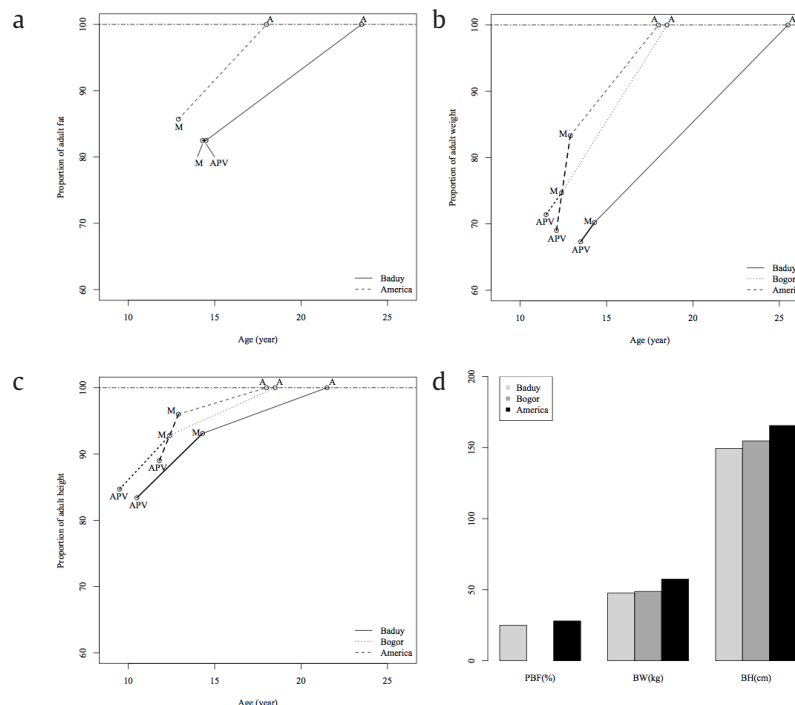 a
Proportion of adult fat
100
90
80
70
60
A
A
M
M
APV
Baduy
America
10
15
20
25
Age (year)
b
Proportion of adult weight
100
90
80
70
60
A
A
A
M
M
APV
APV
M
APV
Baduy
Bogor
America
10
15
20
25
Age (year)
c
Proportion of adult height
100
90
80
70
60
A
A
A
M
M
M
APV
APV
APV
Baduy
Bogor
America
10
15
20
25
Age (year)
d
200
150
100
50
0
Baduy
Bogor
America
PBF(%)
BW(kg)
BH(cm)